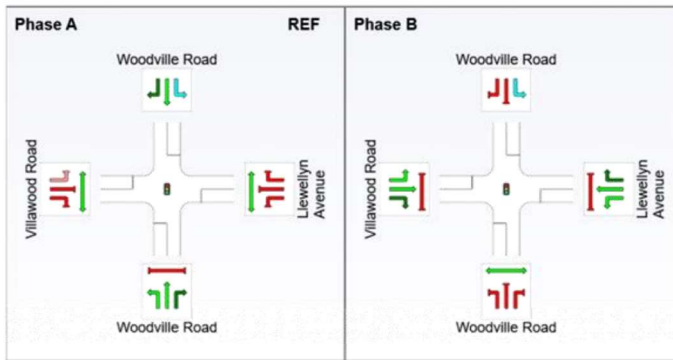 Phase A
REF
Woodville Road
Villawood Road
Llewellyn
Avenue
Woodville Road
Phase B
Woodville Road
Villawood Road
Llewellyn
Avenue
Woodville Road